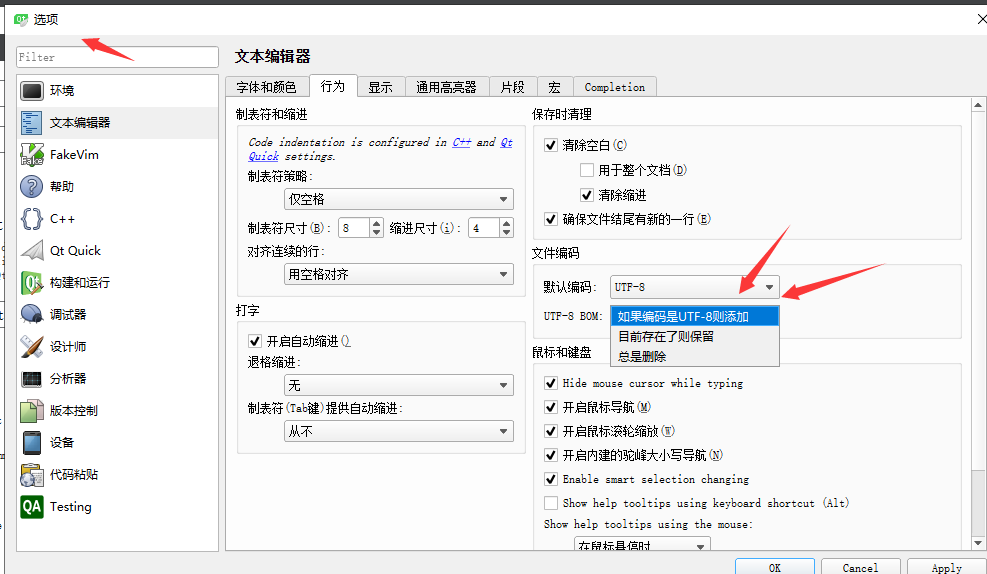 选项
Filter
文本编辑器
环境
文本编辑器
FakeVim
帮助
C++
Qt Quick
构建和运行
调试器
设计师
分析器
版本控制
设备
代码粘贴
Testing
字体和颜色 行为 显示 通用高亮器 片段 宏 Completion
制表符和缩进
Code indentation is configured in C++ and Qt
Quick settings.
制表符策略:
仅空格
制表符尺寸(B): 8 缩进尺寸(i): 4
对齐连续的行:
用空格对齐
打字
开启自动缩进()
退格缩进:
无
制表符(Tab键)提供自动缩进:
从不
保存时清理
清除空白(C)
用于整个文档(D)
清除缩进
确保文件结尾有新的一行(E)
文件编码
默认编码: UTF-8
UTF-8 BOM: 如果编码是UTF-8则添加
目前存在了则保留
总是删除
鼠标和键盘
Hide mouse cursor while typing
开启鼠标导航(M)
开启鼠标滚轮缩放(W)
开启内建的驼峰大小写导航(N)
Enable smart selection changing
Show help tooltips using keyboard shortcut (Alt)
Show help tooltips using the mouse:
在鼠标悬停时
OK Cancel Apply